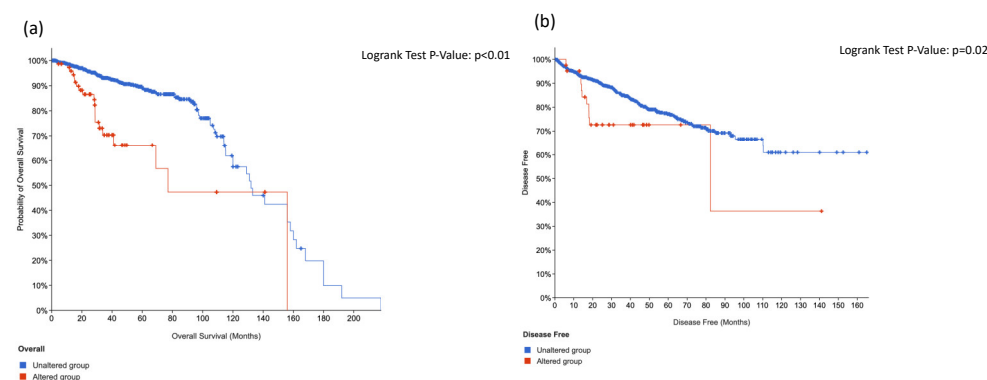 (a)
Logrank Test P-Value: p<0.01
100%
90%
80%
70%
60%
50%
40%
30%
20%
10%
0%
Probability of Overall Survival
0 20 40 60 80 100 120 140 160 180 200
Overall Survival (Months)
Overall
Unaltered group
Altered group
(b)
Logrank Test P-Value: p=0.02
100%
90%
80%
70%
60%
50%
40%
30%
20%
10%
0%
Disease Free
0 10 20 30 40 50 60 70 80 90 100 110 120 130 140 150 160
Disease Free (Months)
Disease Free
Unaltered group
Altered group